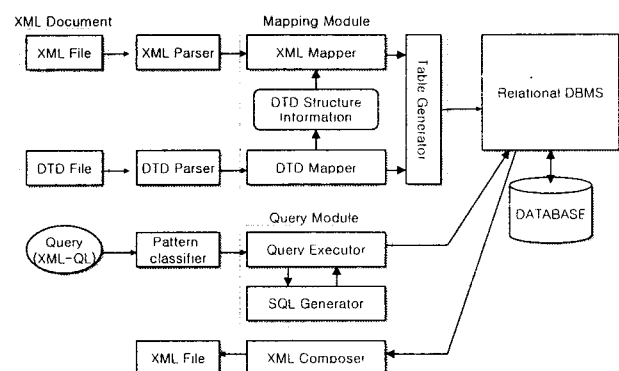 XML Document
Mapping Module
XML File
XML Parser
XML Mapper
Table Generator
Relational DBMS
DTD Structure
Information
DTD File
DTD Parser
DTD Mapper
DATABASE
Query Module
Query
(XML-QL)
Pattern
classifier
Query Executor
SQL Generator
XML File
XML Composer